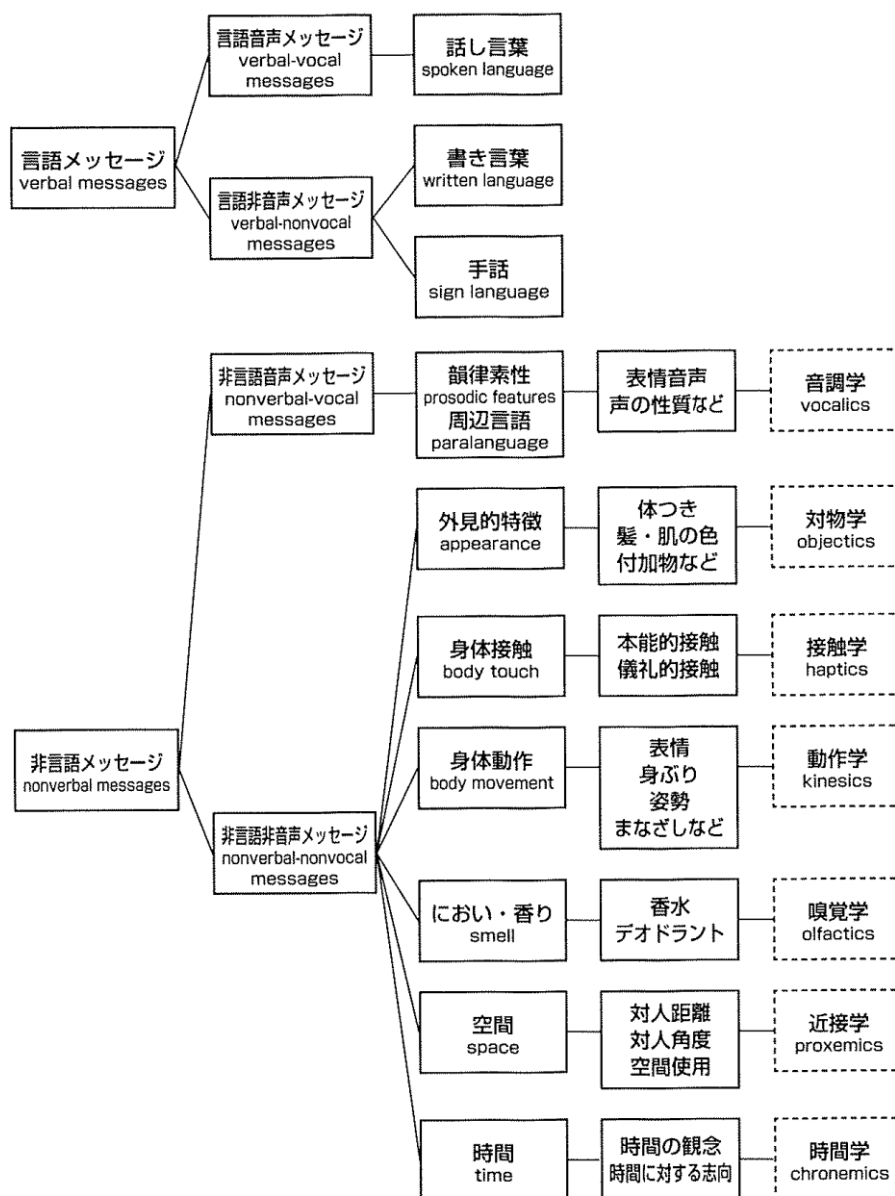 言語音声メッセージ
verbal-vocal
messages
話し言葉
spoken language
言語メッセージ
verbal messages
言語非音声メッセージ
verbal-nonvocal
messages
書き言葉
written language
手話
sign language
非言語音声メッセージ
nonverbal-vocal
messages
韻律素性
prosodic features
周辺言語
paralanguage
表情音声
声の性質など
音調学
vocalics
外見的特徴
appearance
体つき
髪・肌の色
付加物など
対物学
objectics
身体接触
body touch
本能的接触
儀礼的接触
接触学
haptics
非言語メッセージ
nonverbal messages
身体動作
body movement
表情
身ぶり
姿勢
まなざしなど
動作学
kinesics
非言語非音声メッセージ
nonverbal-nonvocal
messages
におい・香り
smell
香水
デオドラント
嗅覚学
olfactics
空間
space
対人距離
対人角度
空間使用
近接学
proxemics
時間
time
時間の観念
時間に対する志向
時間学
chronemics